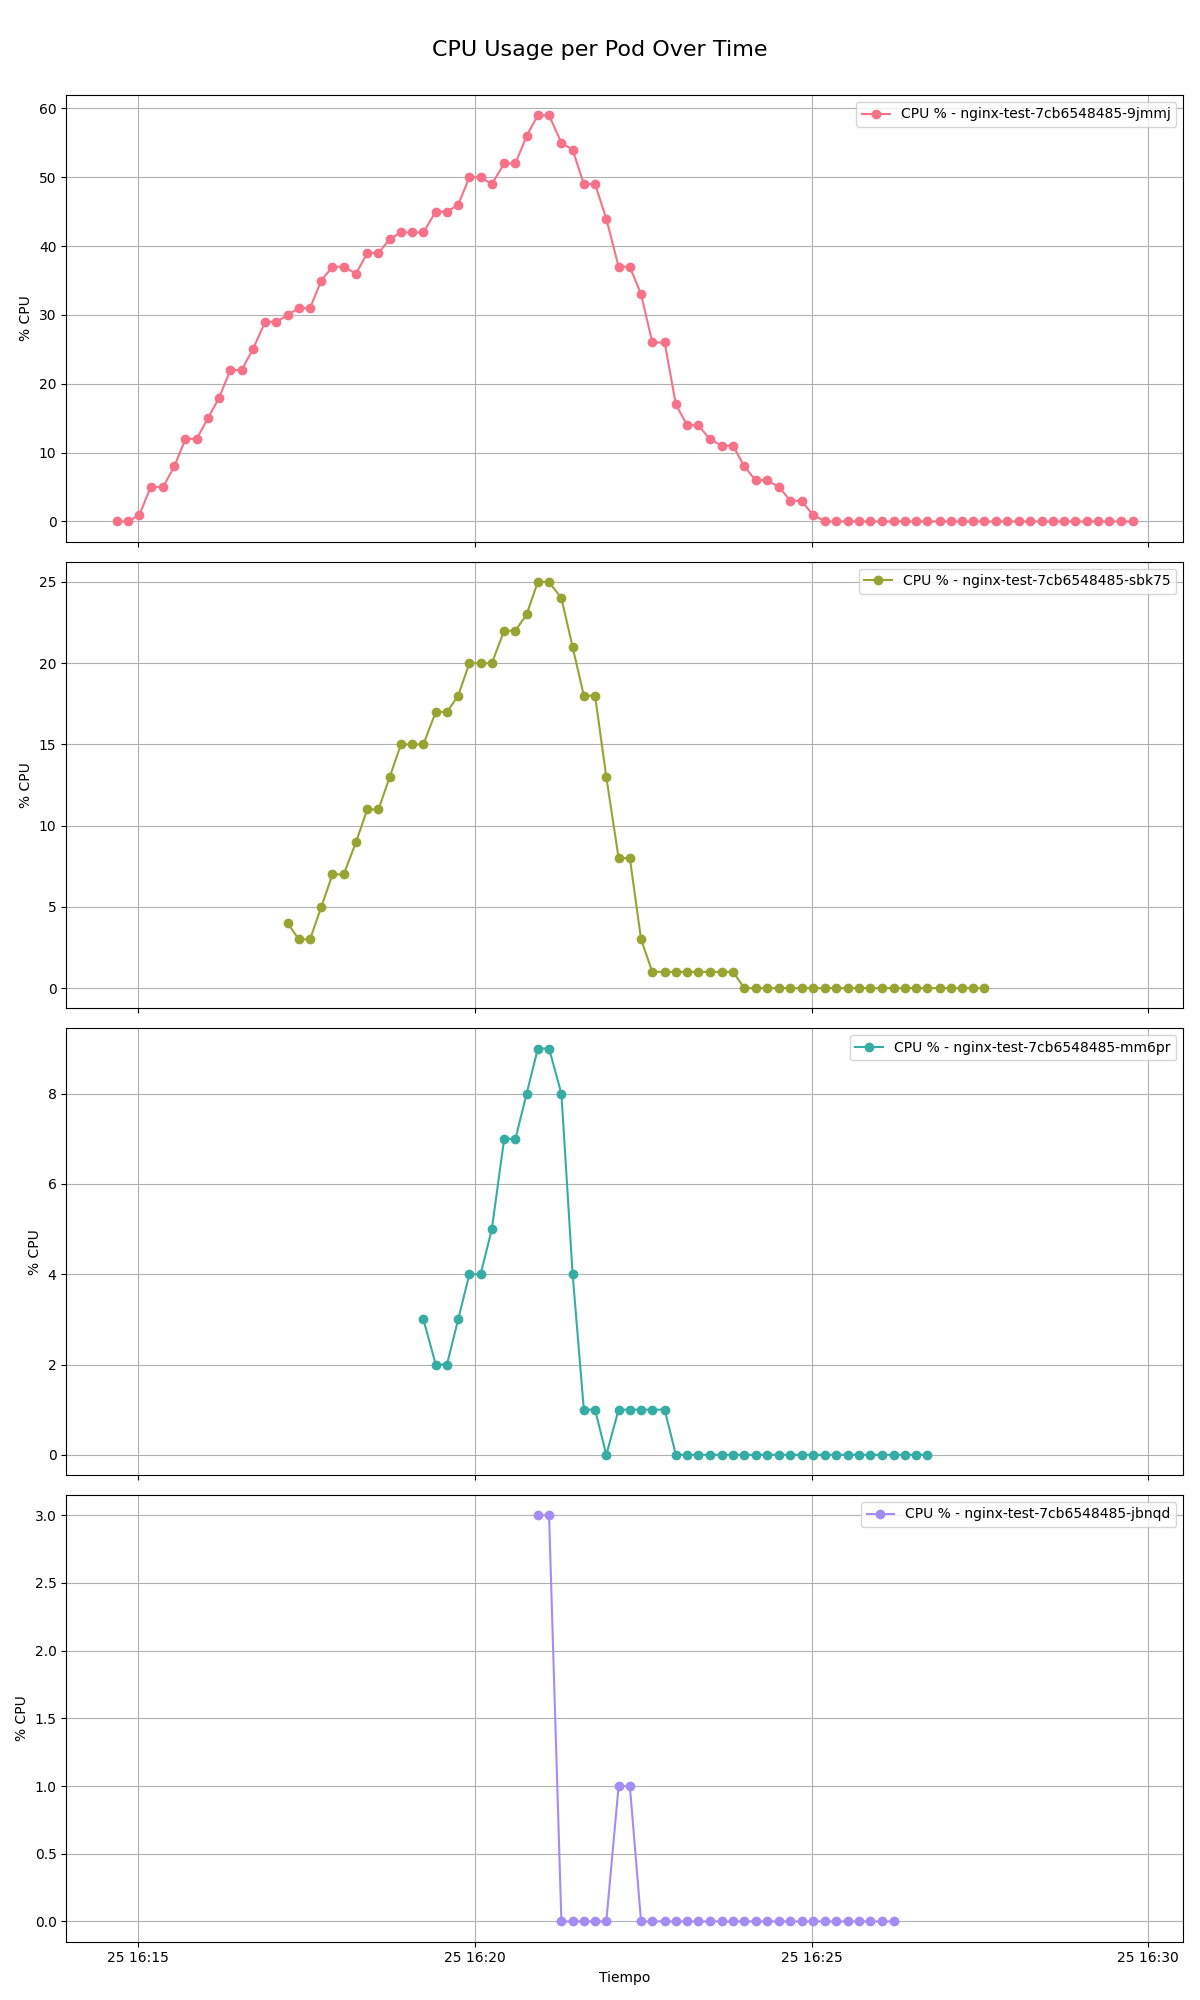 CPU Usage per Pod Over Time
CPU % - nginx-test-7cb6548485-9jmmj
60
50
40
30
20
10
0
% CPU
CPU % - nginx-test-7cb6548485-sbk75
25
20
15
10
5
0
% CPU
CPU % - nginx-test-7cb6548485-mm6pr
8
6
4
2
0
% CPU
CPU % - nginx-test-7cb6548485-jbnqd
3.0
2.5
2.0
1.5
1.0
0.5
0.0
% CPU
25 16:15
25 16:20
25 16:25
25 16:30
Tiempo